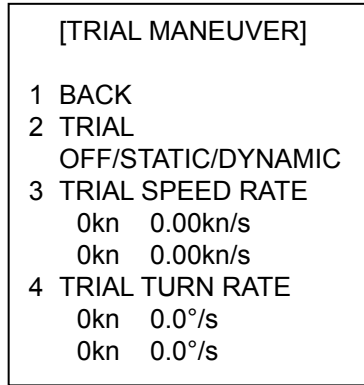 [TRIAL MANEUVER]
1 BACK
2 TRIAL
OFF/STATIC/DYNAMIC
3 TRIAL SPEED RATE
0kn 0.00kn/s
0kn 0.00kn/s
4 TRIAL TURN RATE
0kn 0.0°/s
0kn 0.0°/s